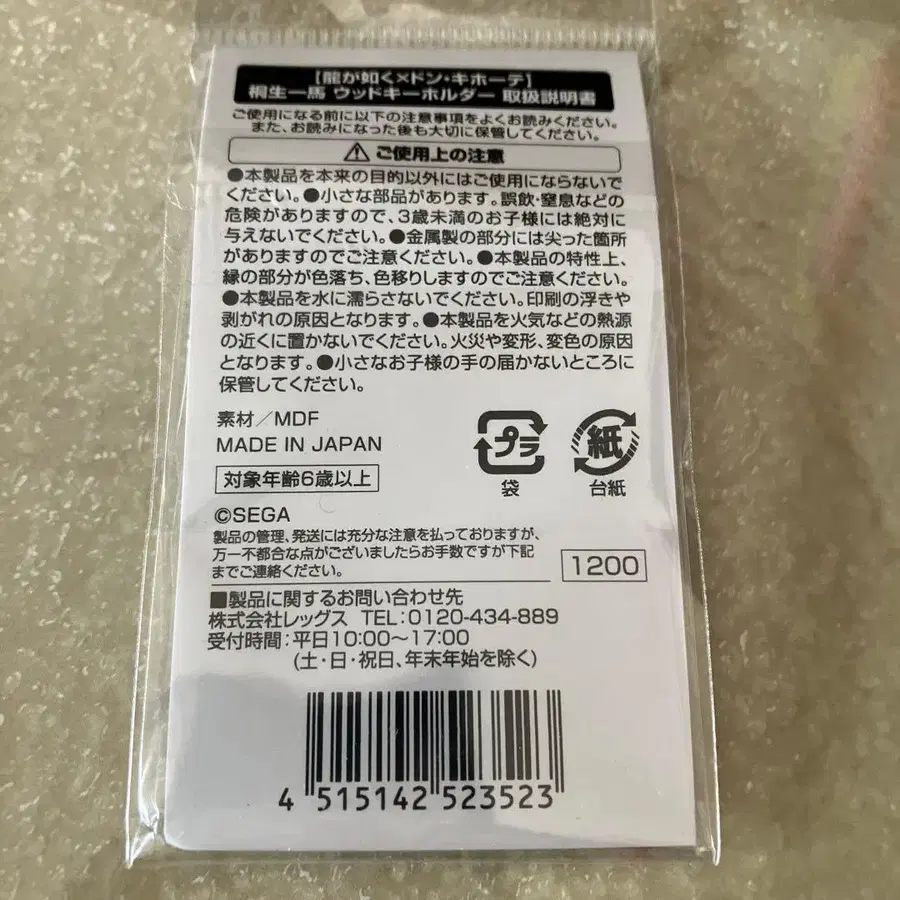 【龍が如く×ドン・キホーテ】
桐生一馬 ウッドキーホルダー 取扱説明書
ご使用になる前に以下の注意事項をよくお読みください。
また、お読みになった後も大切に保管してください。
⚠ ご使用上の注意
●本製品を本来の目的以外にはご使用にならないで
ください。●小さな部品があります。誤飲・窒息などの
危険がありますので、3歳未満のお子様には絶対に
与えないでください。●金属製の部分には尖った箇所
がありますのでご注意ください。●本製品の特性上、
縁の部分が色落ち、色移りしますのでご注意ください。
●本製品を水に濡らさないでください。印刷の浮きや
剥がれの原因となります。●本製品を火気などの熱源
の近くに置かないでください。火災や変形、変色の原因
となります。●小さなお子様の手の届かないところに
保管してください。
素材/MDF
MADE IN JAPAN
対象年齢6歳以上
プラ
袋
紙
台紙
©SEGA
製品の管理、発送には充分な注意を払っておりますが、
万一不都合な点がございましたらお手数ですが下記
までご連絡ください。
1200
■製品に関するお問い合わせ先
株式会社レッグス TEL:0120-434-889
受付時間:平日10:00〜17:00
(土・日・祝日、年末年始を除く)
4 515142 523523